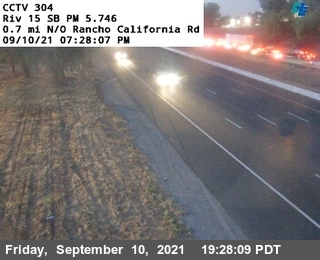 CCTV 304
Riv 15 SB PM 5.746
0.7 mi N/O Rancho California Rd
09/10/21 07:28:07 PM
Friday, September 10, 2021 19:28:09 PDT